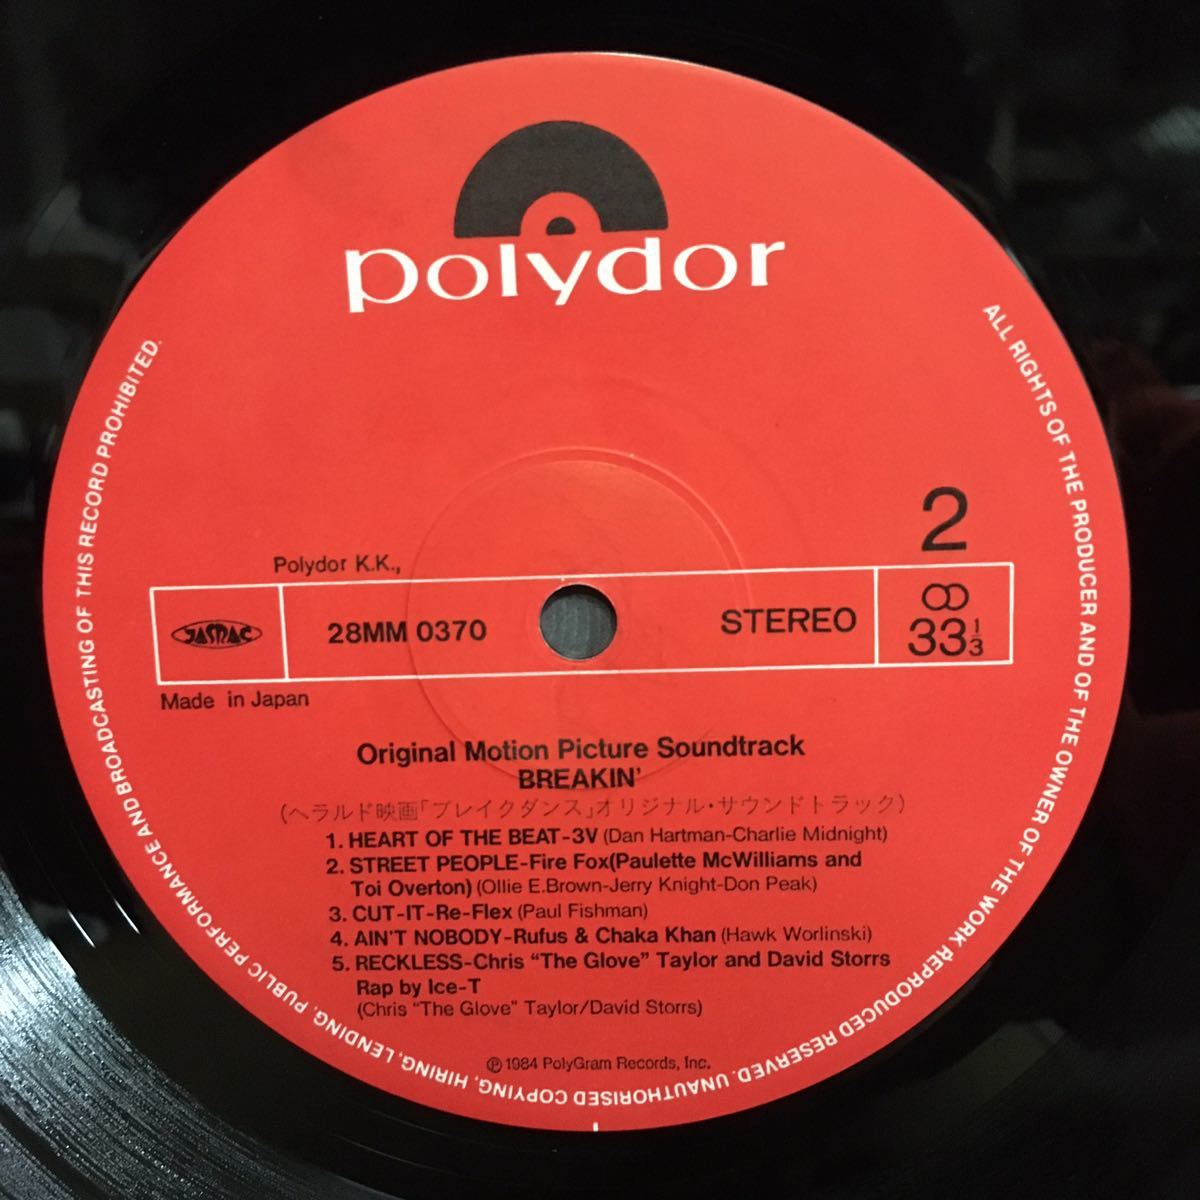 polydor
ALL RIGHTS OF THE PRODUCER AND OF THE OWNER OF THE WORK REPRODUCED RESERVED. UNAUTHORISED COPYING, HIRING, LENDING, PUBLIC PERFORMANCE AND BROADCASTING OF THIS RECORD PROHIBITED.
2
Polydor K.K.,
JASRAC
28MM 0370
STEREO
33 1/3
Made in Japan
Original Motion Picture Soundtrack
BREAKIN'
(ヘラルド映画「ブレイクダンス」オリジナル・サウンドトラック)
1. HEART OF THE BEAT-3V (Dan Hartman-Charlie Midnight)
2. STREET PEOPLE-Fire Fox(Paulette McWilliams and
Toi Overton) (Ollie E.Brown-Jerry Knight-Don Peak)
3. CUT-IT-Re-Flex (Paul Fishman)
4. AIN'T NOBODY-Rufus & Chaka Khan (Hawk Worlinski)
5. RECKLESS-Chris "The Glove" Taylor and David Storrs
Rap by Ice-T
(Chris "The Glove" Taylor/David Storrs)
℗ 1984 PolyGram Records, Inc.